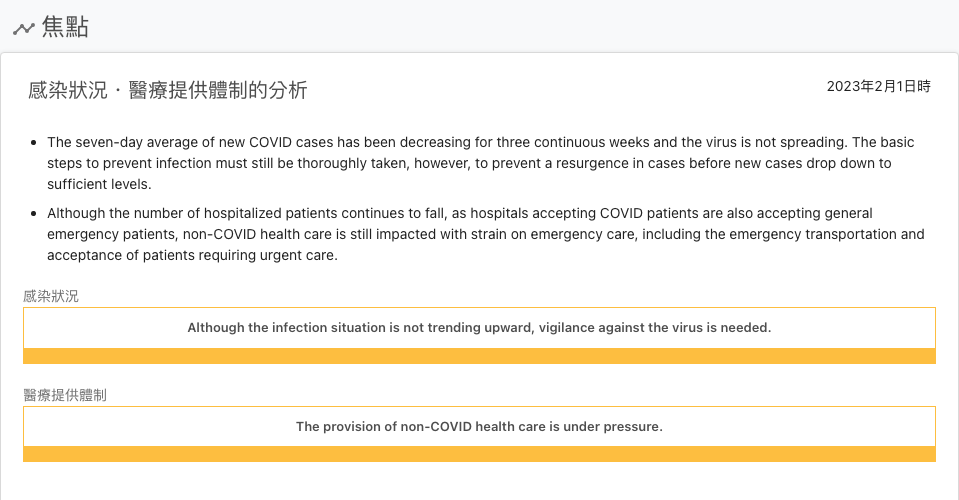 焦點
感染狀況・醫療提供體制的分析
2023年2月1日時
The seven-day average of new COVID cases has been decreasing for three continuous weeks and the virus is not spreading. The basic
steps to prevent infection must still be thoroughly taken, however, to prevent a resurgence in cases before new cases drop down to
sufficient levels.
Although the number of hospitalized patients continues to fall, as hospitals accepting COVID patients are also accepting general
emergency patients, non-COVID health care is still impacted with strain on emergency care, including the emergency transportation and
acceptance of patients requiring urgent care.
感染狀況
Although the infection situation is not trending upward, vigilance against the virus is needed.
醫療提供體制
The provision of non-COVID health care is under pressure.